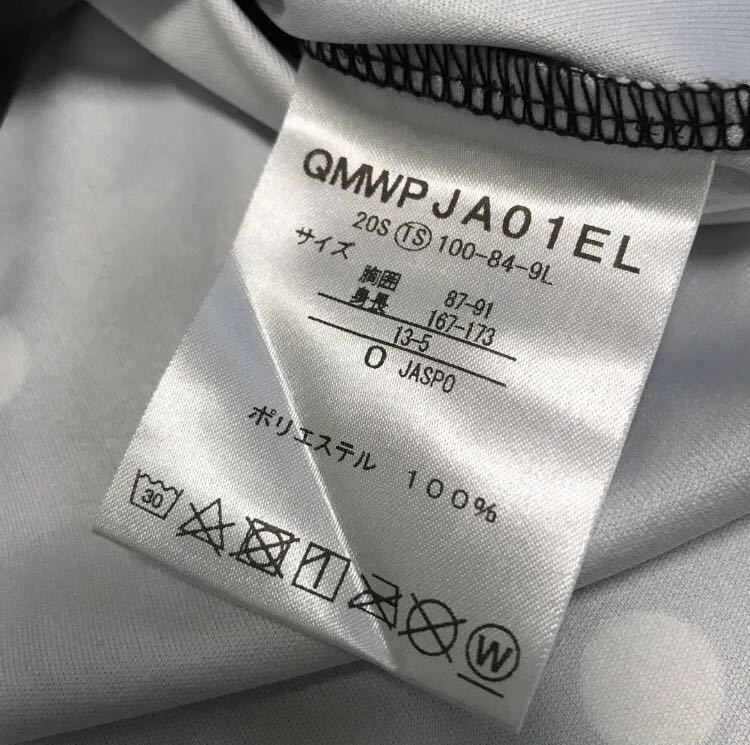 QMWPJA01EL
20S TS 100-84-9L
サイズ
胸囲 87-91
身長 167-173
13-5
O JASPO
ポリエステル 100%
30
W